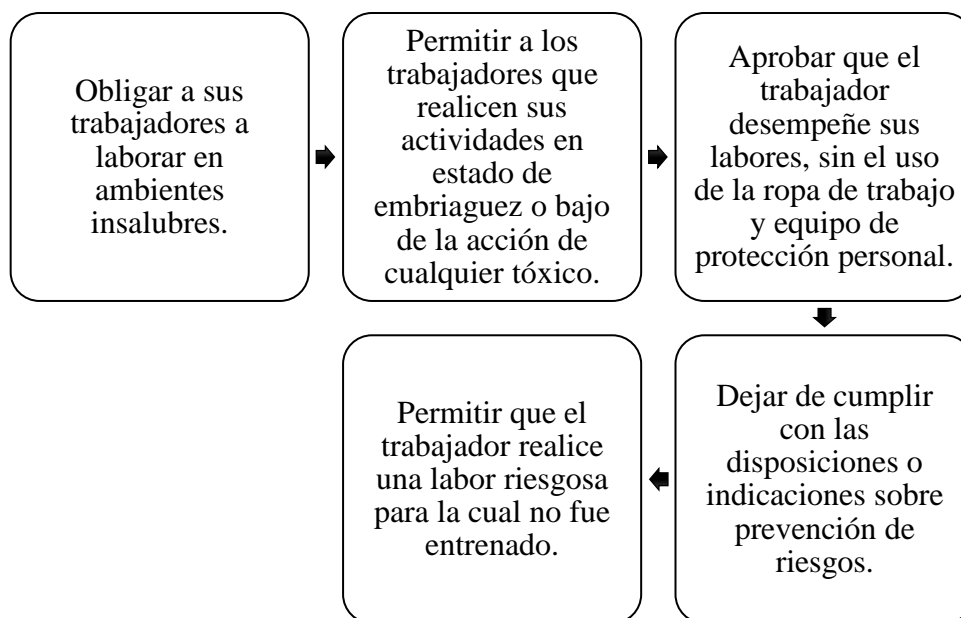 Obligar a sus
trabajadores a
laborar en
ambientes
insalubres.
Permitir a los
trabajadores que
realicen sus
actividades en
estado de
embriaguez o bajo
de la acción de
cualquier tóxico.
Aprobar que el
trabajador
desempeñe sus
labores, sin el uso
de la ropa de trabajo
y equipo de
protección personal.
Dejar de cumplir
con las
disposiciones o
indicaciones sobre
prevención de
riesgos.
Permitir que el
trabajador realice
una labor riesgosa
para la cual no fue
entrenado.